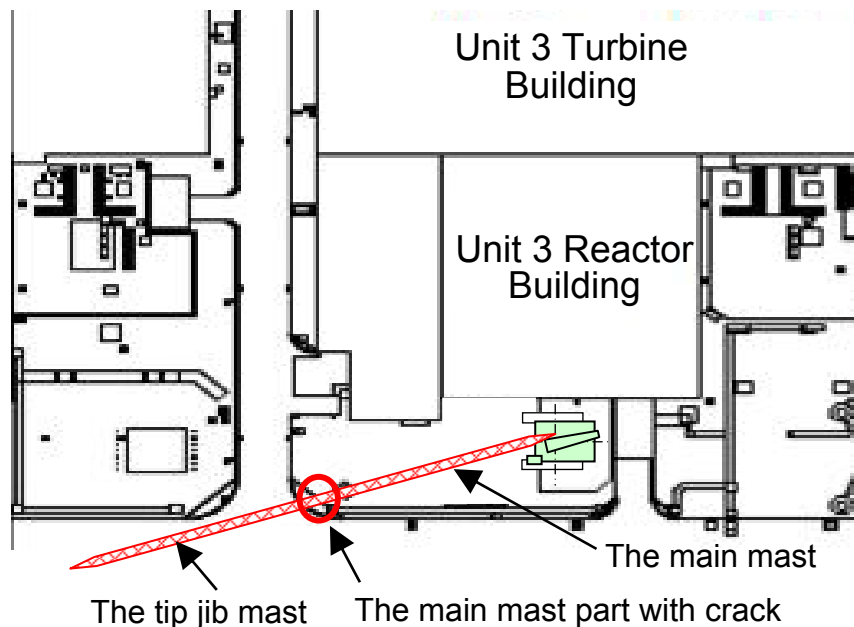 Unit 3 Turbine
Building
Unit 3 Reactor
Building
The main mast
The tip jib mast
The main mast part with crack